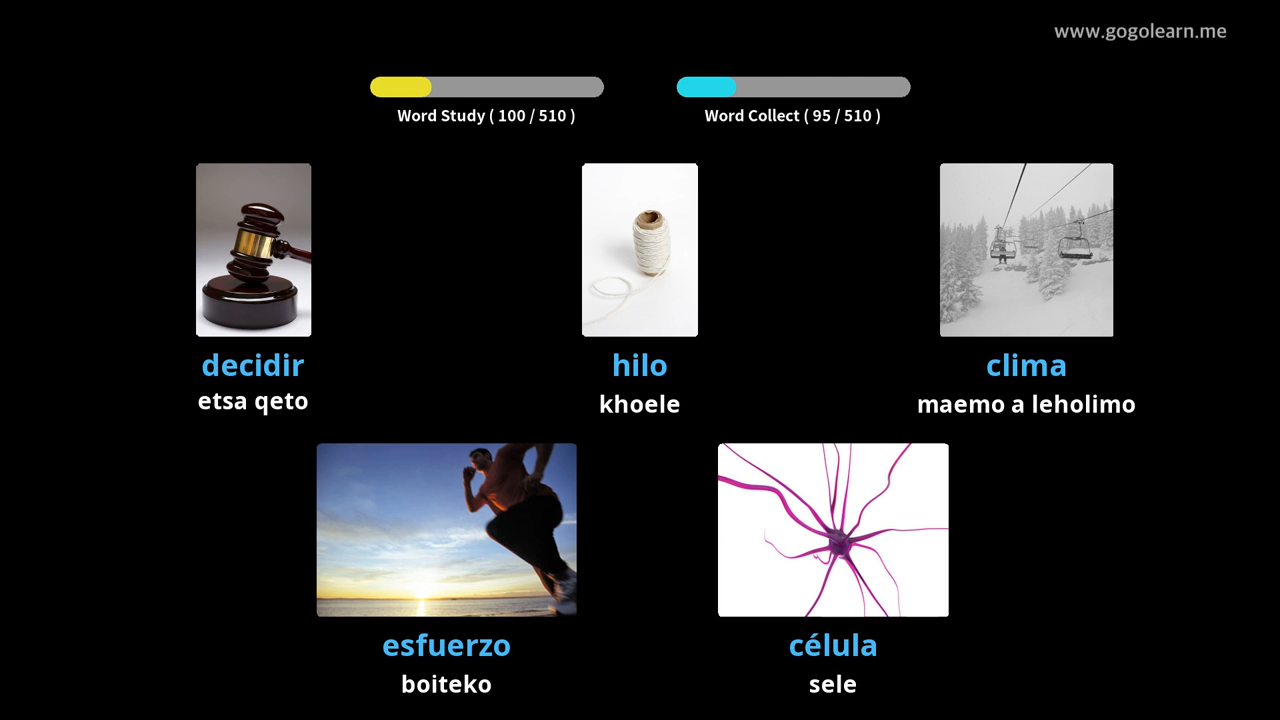 www.gogolearn.me
Word Study ( 100 / 510 )
Word Collect ( 95 / 510 )
decidir
etsa qeto
hilo
khoele
clima
maemo a leholimo
esfuerzo
boiteko
célula
sele